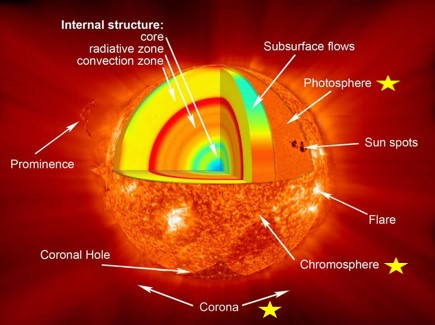 Internal structure:
core
radiative zone
convection zone
Subsurface flows
Photosphere
Sun spots
Prominence
Flare
Coronal Hole
Chromosphere
Corona